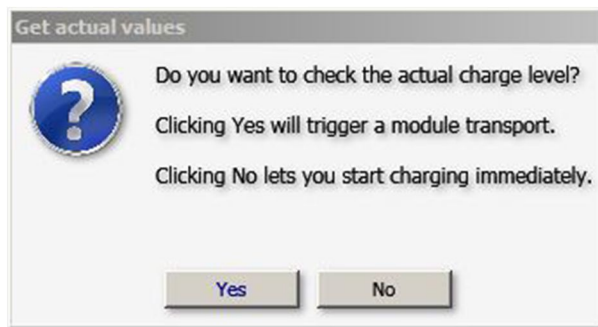 Get actual values
Do you want to check the actual charge level?
Clicking Yes will trigger a module transport.
Clicking No lets you start charging immediately.
Yes No